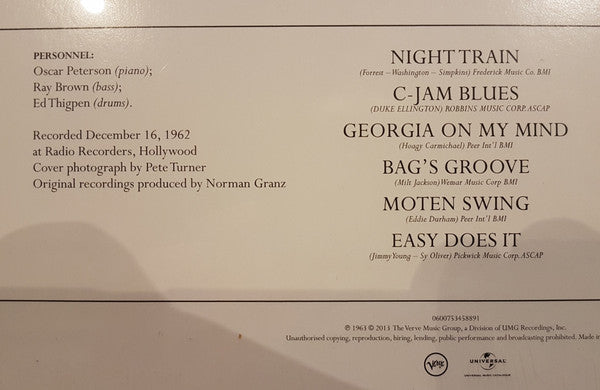 PERSONNEL:
Oscar Peterson (piano);
Ray Brown (bass);
Ed Thigpen (drums).
Recorded December 16, 1962
at Radio Recorders, Hollywood
Cover photograph by Pete Turner
Original recordings produced by Norman Granz
NIGHT TRAIN
(Forrest – Washington – Simpkins) Frederick Music Co. BMI
C-JAM BLUES
(DUKE ELLINGTON) ROBBINS MUSIC CORP. ASCAP
GEORGIA ON MY MIND
(Hoagy Carmichael) Peer Int'l BMI
BAG'S GROOVE
(Milt Jackson) Wemar Music Corp BMI
MOTEN SWING
(Eddie Durham) Peer Int'l BMI
EASY DOES IT
(Jimmy Young – Sy Oliver) Pickwick Music Corp. ASCAP
0600753458891
℗ 1963 © 2013 The Verve Music Group, a Division of UMG Recordings, Inc.
Unauthorised copying, reproduction, hiring, lending, public performance and broadcasting prohibited. Made in
VERVE
UNIVERSAL
UNIVERSAL MUSIC CATALOGUE